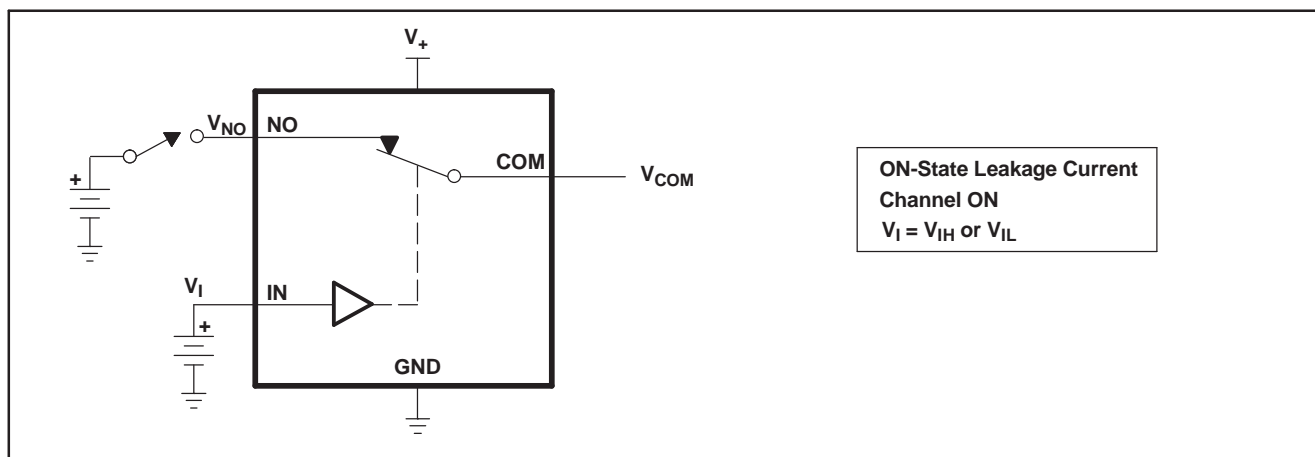 V+
VNO NO
+
COM
VCOM
VI IN
+
GND
ON-State Leakage Current
Channel ON
VI = VIH or VIL